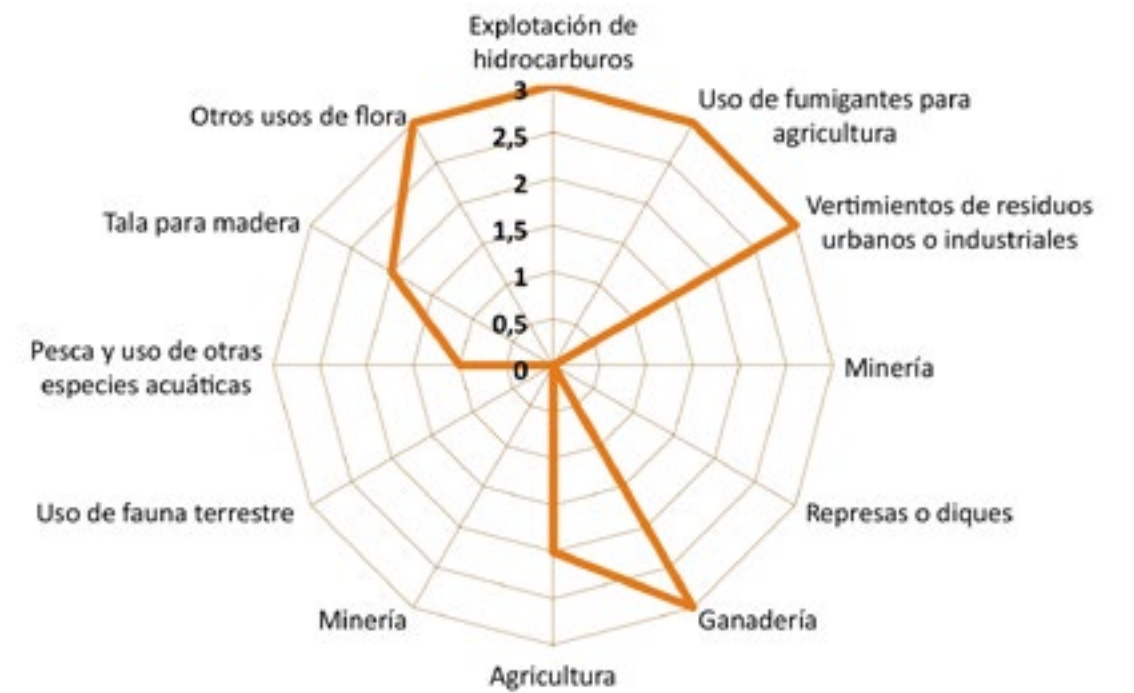 Explotación de
hidrocarburos
Uso de fumigantes para
agricultura
Vertimientos de residuos
urbanos o industriales
Minería
Represas o diques
Ganadería
Agricultura
Minería
Uso de fauna terrestre
Pesca y uso de otras
especies acuáticas
Tala para madera
Otros usos de flora
3
2,5
2
1,5
1
0,5
0